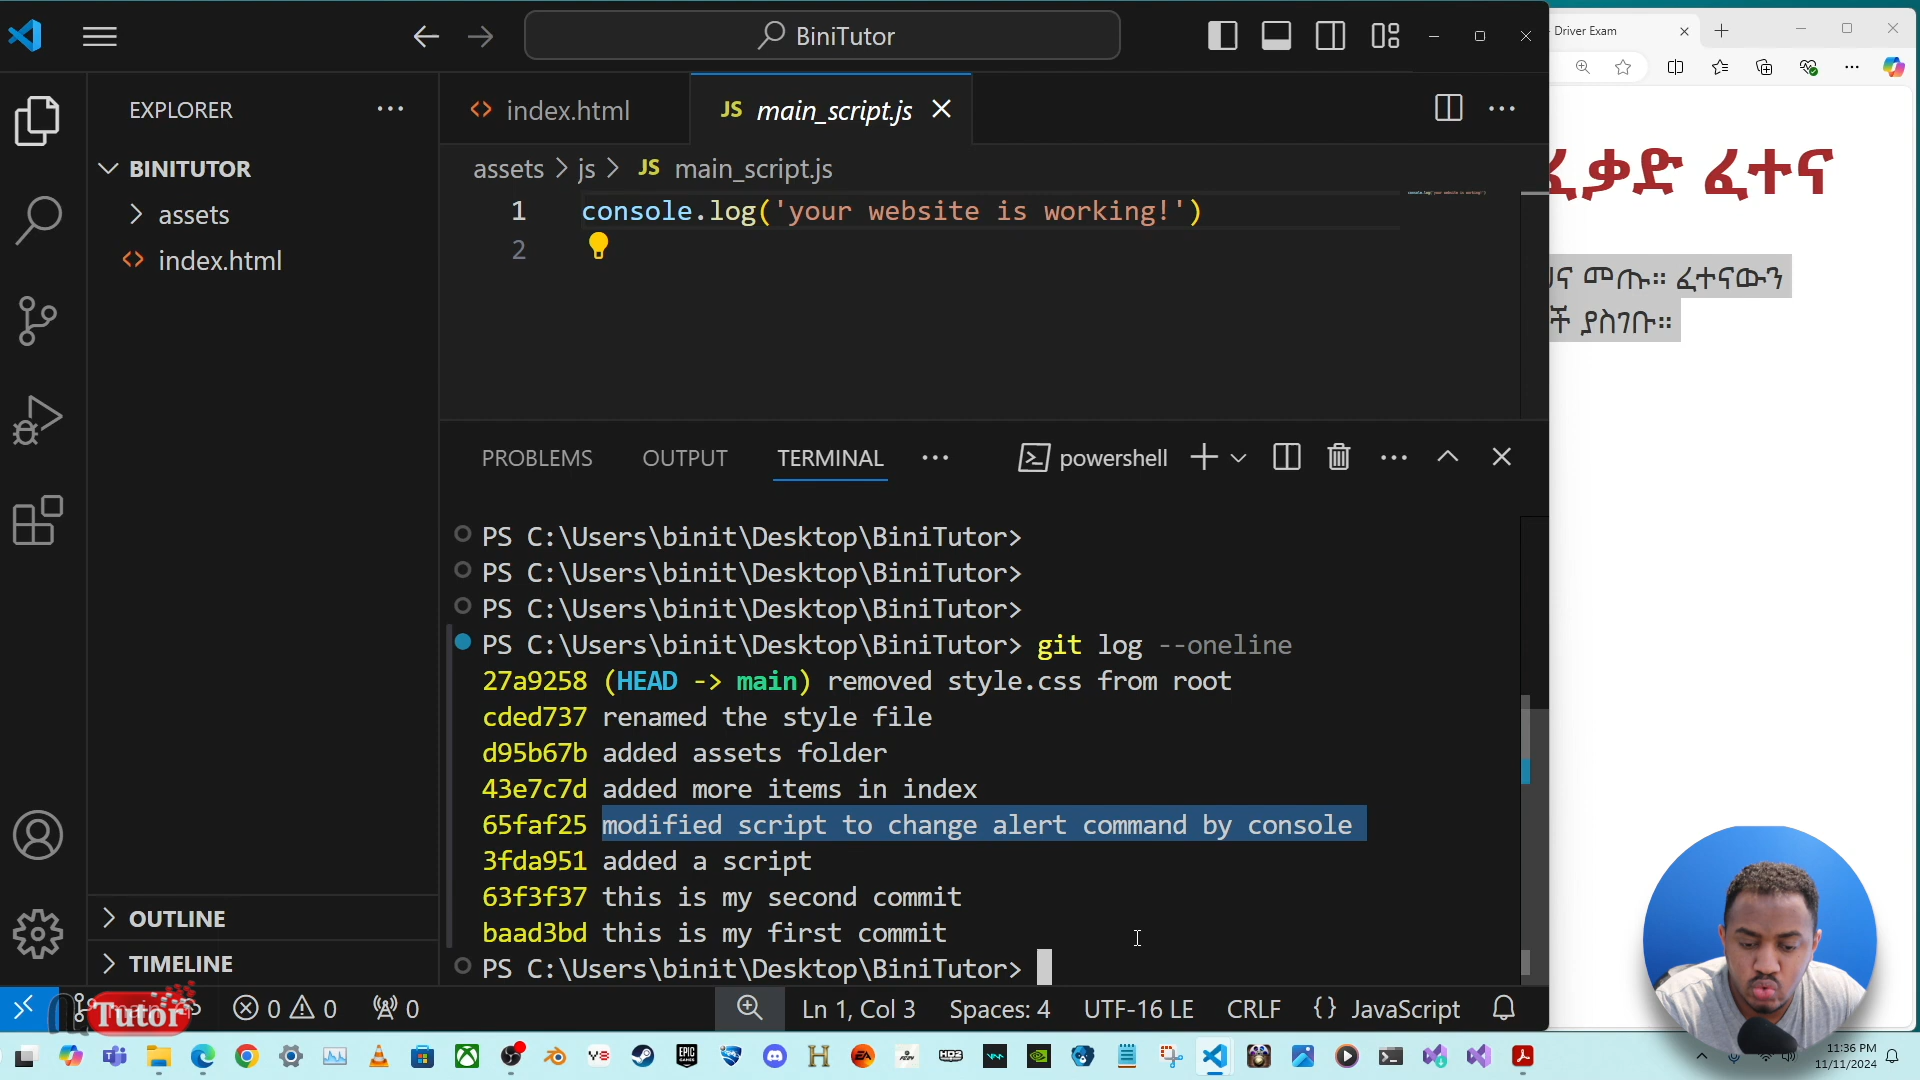 BiniTutor
Driver Exam
EXPLORER
BINITUTOR
assets
index.html
index.html
JS main_script.js
assets > js > JS main_script.js
1 console.log('your website is working!')
2
ፈቃድ ፈተና
ህና መጡ። ፈተናውን
ች ያስገቡ።
PROBLEMS OUTPUT TERMINAL
powershell
PS C:\Users\binit\Desktop\BiniTutor>
PS C:\Users\binit\Desktop\BiniTutor>
PS C:\Users\binit\Desktop\BiniTutor>
PS C:\Users\binit\Desktop\BiniTutor> git log --oneline
27a9258 (HEAD -> main) removed style.css from root
cded737 renamed the style file
d95b67b added assets folder
43e7c7d added more items in index
65faf25 modified script to change alert command by console
3fda951 added a script
63f3f37 this is my second commit
baad3bd this is my first commit
PS C:\Users\binit\Desktop\BiniTutor>
OUTLINE
TIMELINE
Tutor
0 0 0
Ln 1, Col 3 Spaces: 4 UTF-16 LE CRLF {} JavaScript
11:36 PM
11/11/2024